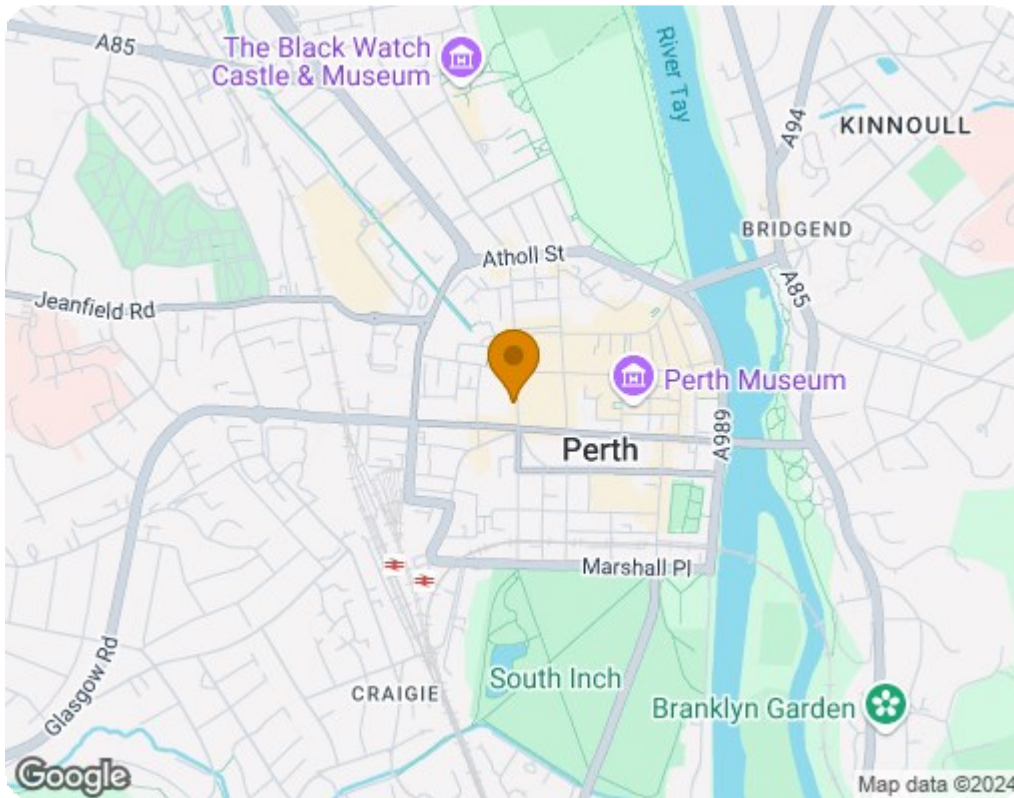 A85
The Black Watch
Castle & Museum
River Tay
A94
KINNOULL
BRIDGEND
Atholl St
A85
Jeanfield Rd
Perth Museum
A989
Perth
Marshall Pl
Glasgow Rd
South Inch
CRAIGIE
Branklyn Garden
Google
Map data ©2024